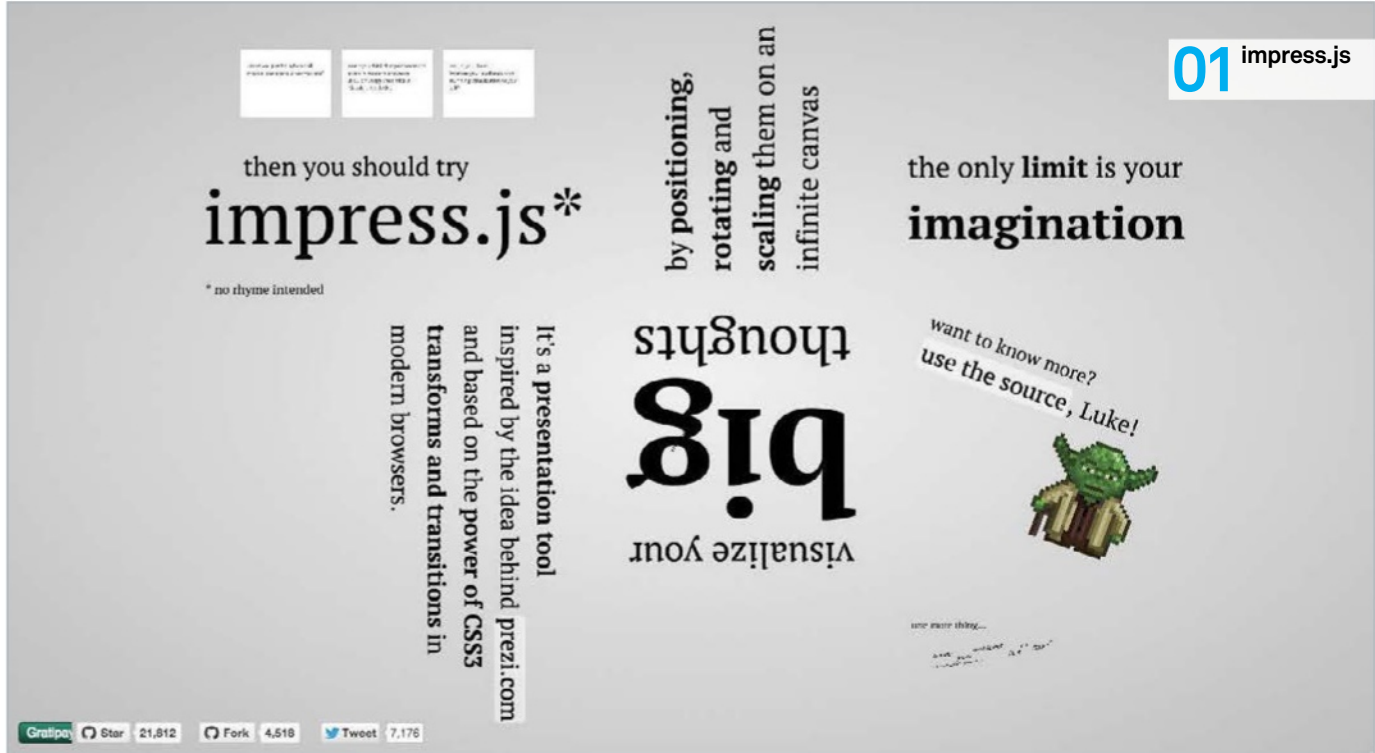 01 impress.js
then you should try
impress.js*
* no rhyme intended
It's a presentation tool
inspired by the idea behind prezi.com
and based on the power of CSS3
transforms and transitions in
modern browsers.
visualize your
big
thoughts
by positioning,
rotating and
scaling them on an
infinite canvas
the only limit is your
imagination
want to know more?
use the source, Luke!
one more thing...
Gratipay Star 21,812 Fork 4,518 Tweet 7,176